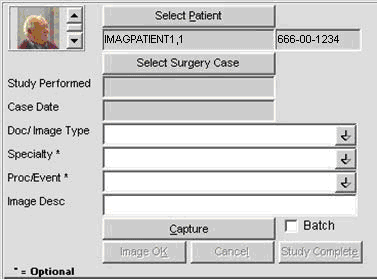 Select Patient
IMAGPATIENT1,1 666-00-1234
Select Surgery Case
Study Performed
Case Date
Doc/ Image Type
Specialty *
Proc/Event *
Image Desc
Capture Batch
Image OK Cancel Study Complete
* = Optional